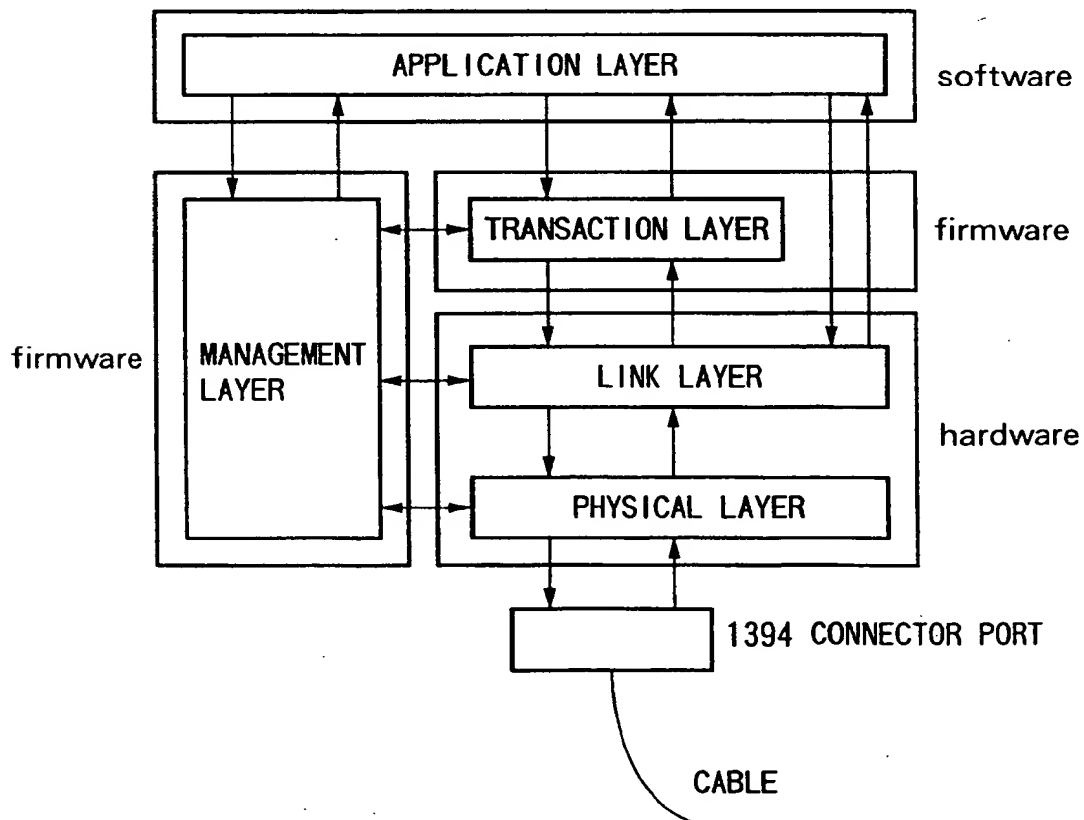 APPLICATION LAYER
software
TRANSACTION LAYER
firmware
firmware
MANAGEMENT
LAYER
LINK LAYER
hardware
PHYSICAL LAYER
1394 CONNECTOR PORT
CABLE